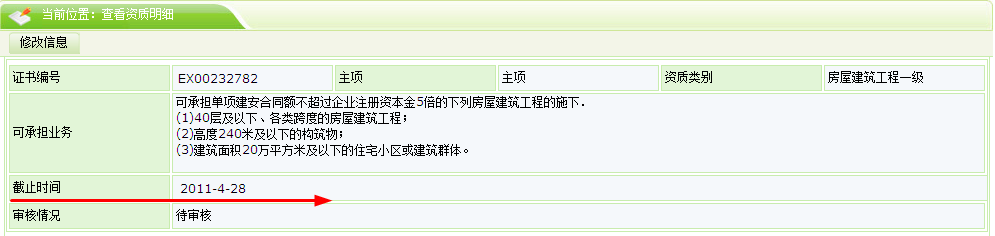 当前位置：查看资质明细
修改信息
证书编号 EX00232782 主项 主项 资质类别 房屋建筑工程一级
可承担业务
可承担单项建安合同额不超过企业注册资本金5倍的下列房屋建筑工程的施下.
(1)40层及以下、各类跨度的房屋建筑工程；
(2)高度240米及以下的构筑物；
(3)建筑面积20万平方米及以下的住宅小区或建筑群体。
截止时间 2011-4-28
审核情况 待审核